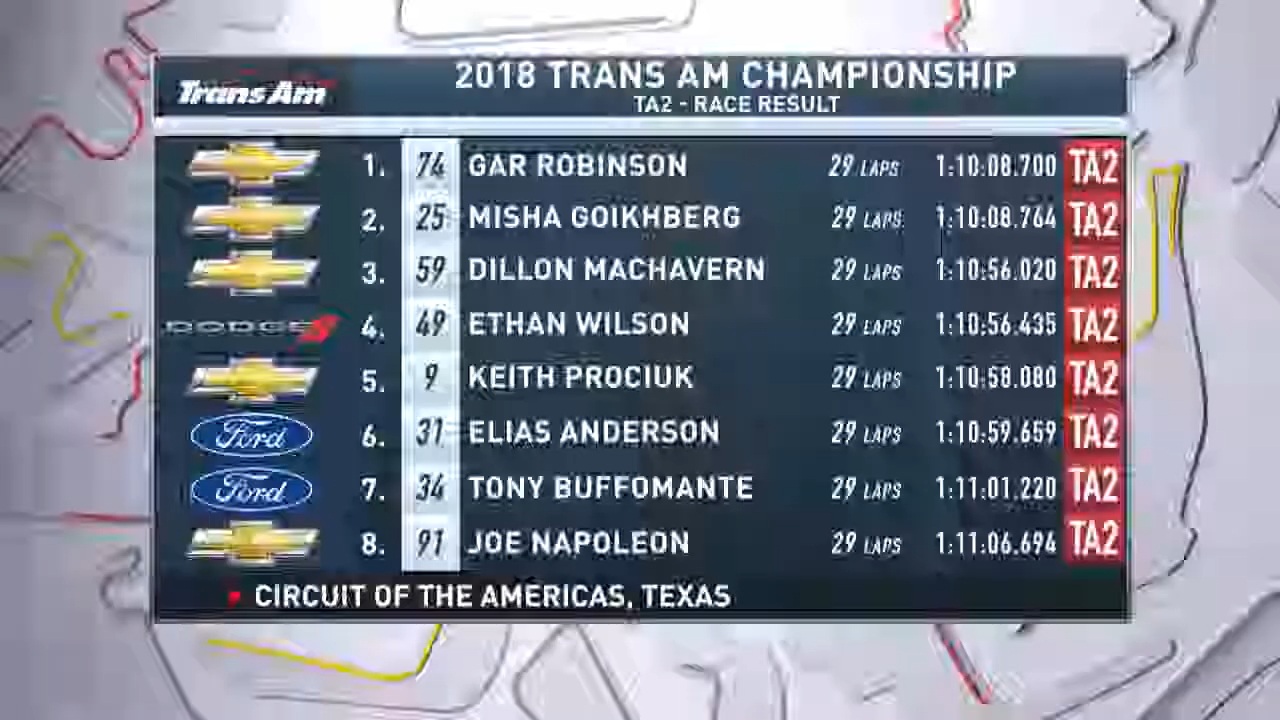 Trans Am
2018 TRANS AM CHAMPIONSHIP
TA2 - RACE RESULT
1. 74 GAR ROBINSON 29 LAPS 1:10:08.700 TA2
2. 25 MISHA GOIKHBERG 29 LAPS 1:10:08.764 TA2
3. 59 DILLON MACHAVERN 29 LAPS 1:10:56.020 TA2
DODGE 4. 49 ETHAN WILSON 29 LAPS 1:10:56.435 TA2
5. 9 KEITH PROCIUK 29 LAPS 1:10:58.080 TA2
Ford 6. 31 ELIAS ANDERSON 29 LAPS 1:10:59.659 TA2
Ford 7. 34 TONY BUFFOMANTE 29 LAPS 1:11:01.220 TA2
8. 91 JOE NAPOLEON 29 LAPS 1:11:06.694 TA2
CIRCUIT OF THE AMERICAS, TEXAS